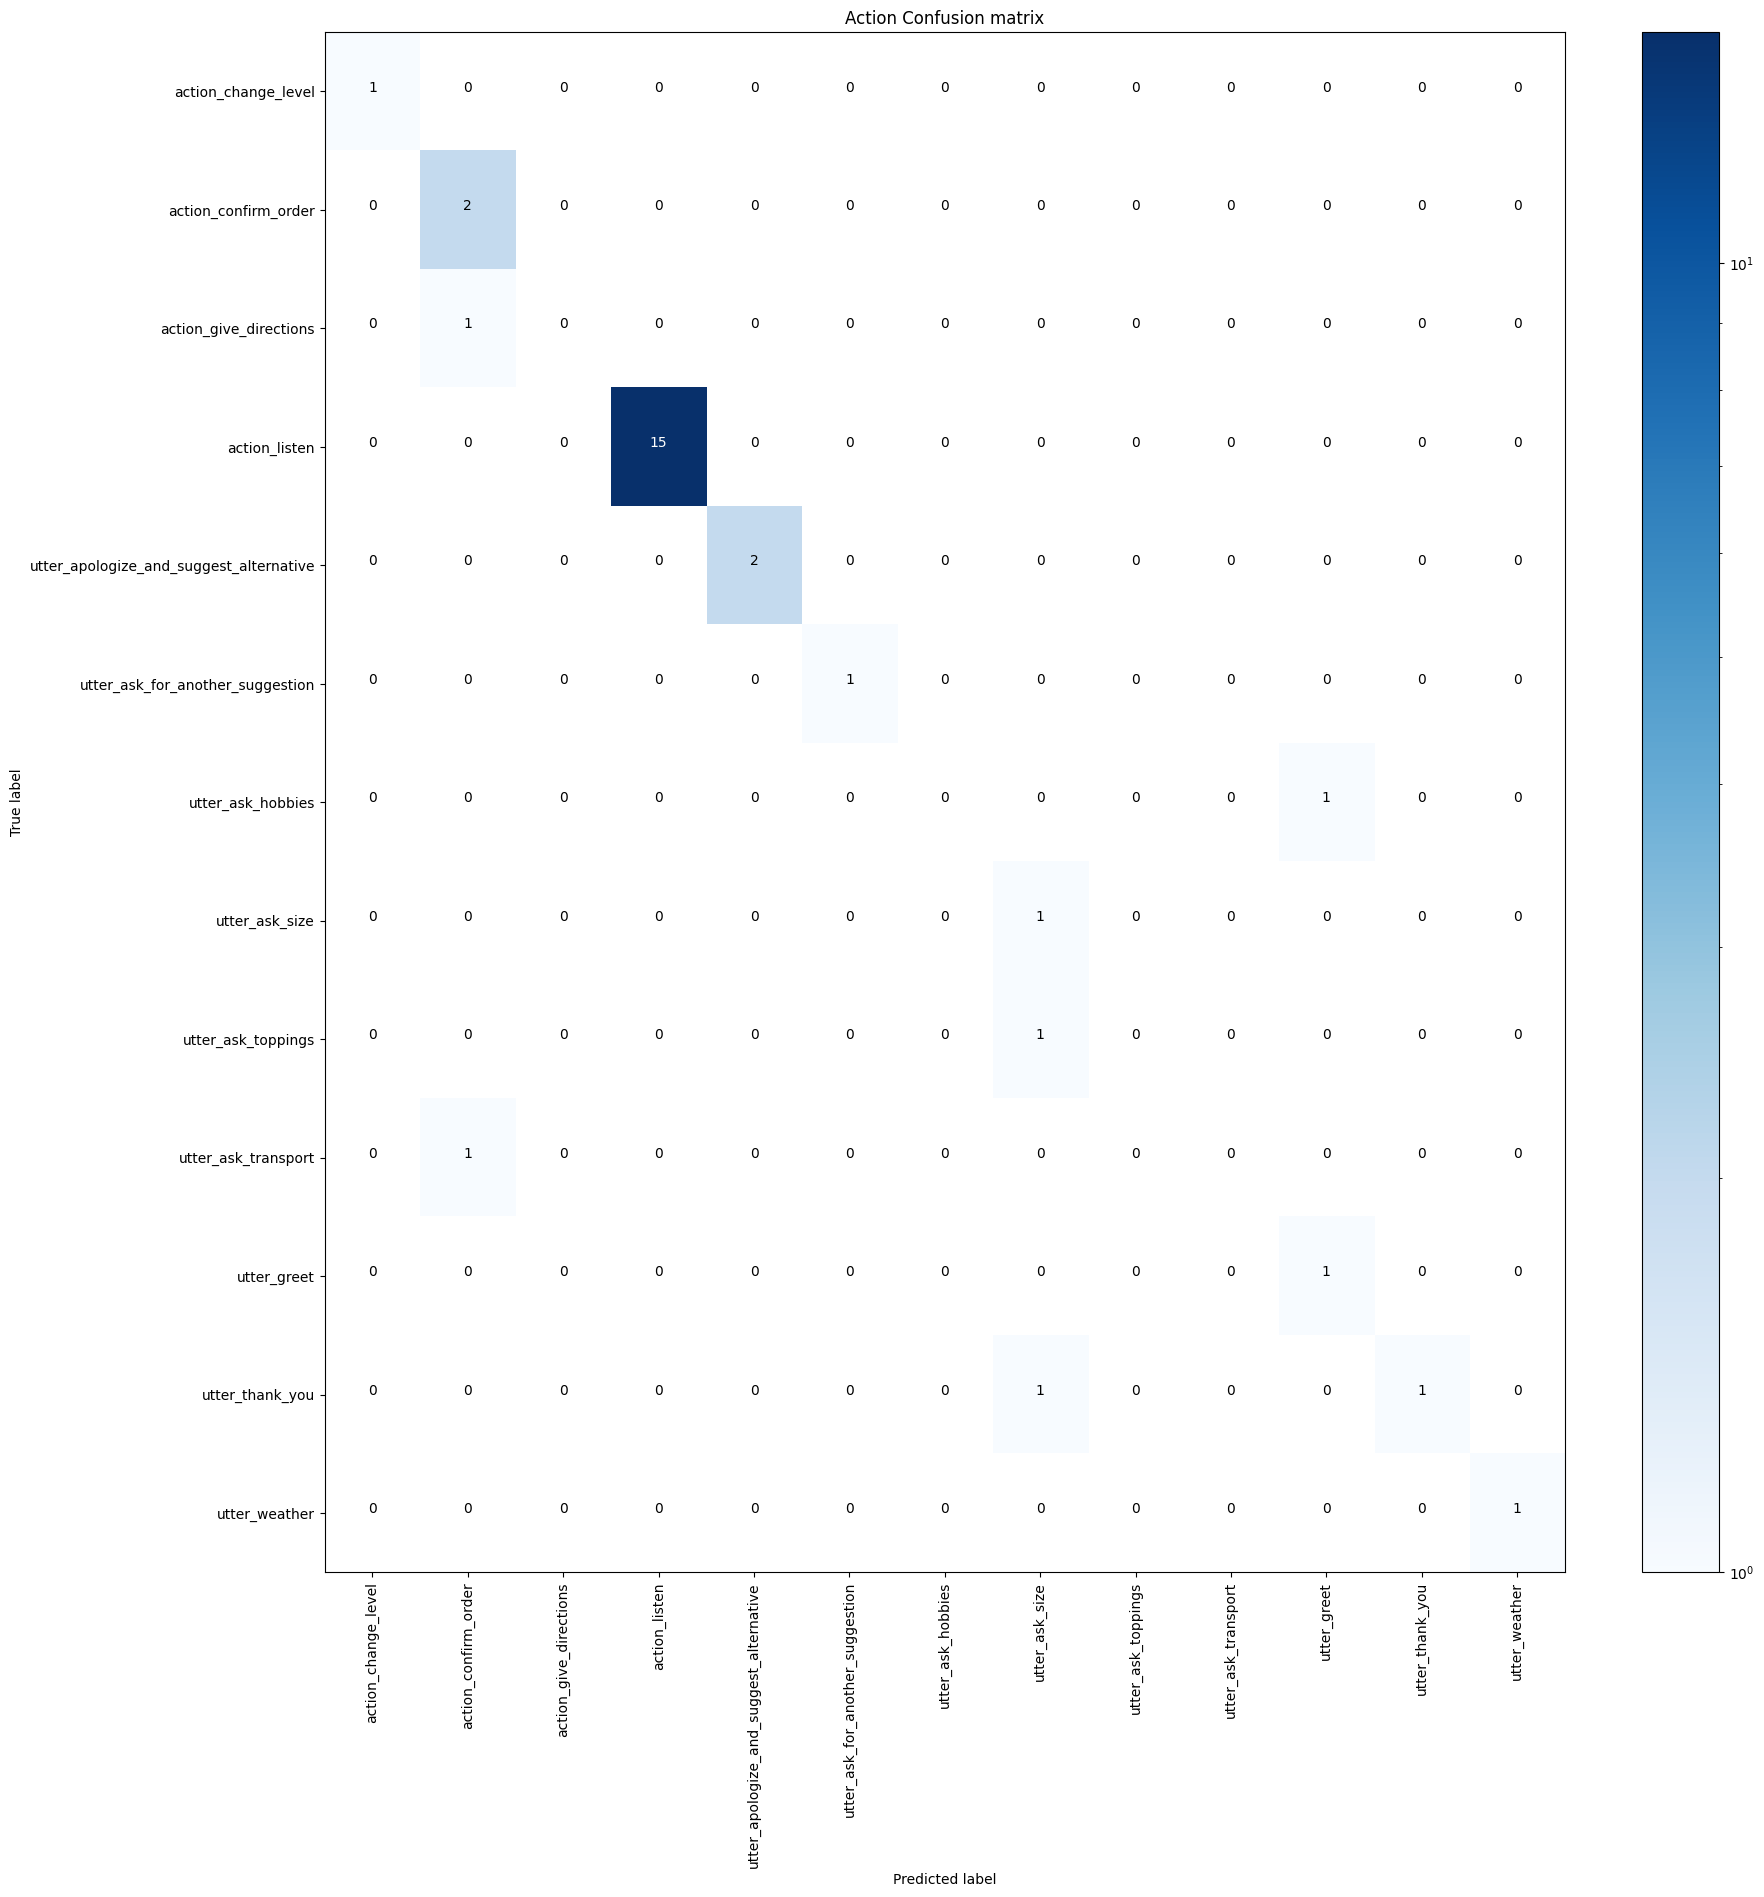 Action Confusion matrix
True label
action_change_level 1 0 0 0 0 0 0 0 0 0 0 0 0
action_confirm_order 0 2 0 0 0 0 0 0 0 0 0 0 0
action_give_directions 0 1 0 0 0 0 0 0 0 0 0 0 0
action_listen 0 0 0 15 0 0 0 0 0 0 0 0 0
utter_apologize_and_suggest_alternative 0 0 0 0 2 0 0 0 0 0 0 0 0
utter_ask_for_another_suggestion 0 0 0 0 0 1 0 0 0 0 0 0 0
utter_ask_hobbies 0 0 0 0 0 0 0 0 0 0 1 0 0
utter_ask_size 0 0 0 0 0 0 0 1 0 0 0 0 0
utter_ask_toppings 0 0 0 0 0 0 0 1 0 0 0 0 0
utter_ask_transport 0 1 0 0 0 0 0 0 0 0 0 0 0
utter_greet 0 0 0 0 0 0 0 0 0 0 1 0 0
utter_thank_you 0 0 0 0 0 0 0 1 0 0 0 1 0
utter_weather 0 0 0 0 0 0 0 0 0 0 0 0 1
action_change_level
action_confirm_order
action_give_directions
action_listen
utter_apologize_and_suggest_alternative
utter_ask_for_another_suggestion
utter_ask_hobbies
utter_ask_size
utter_ask_toppings
utter_ask_transport
utter_greet
utter_thank_you
utter_weather
Predicted label
10¹
10⁰